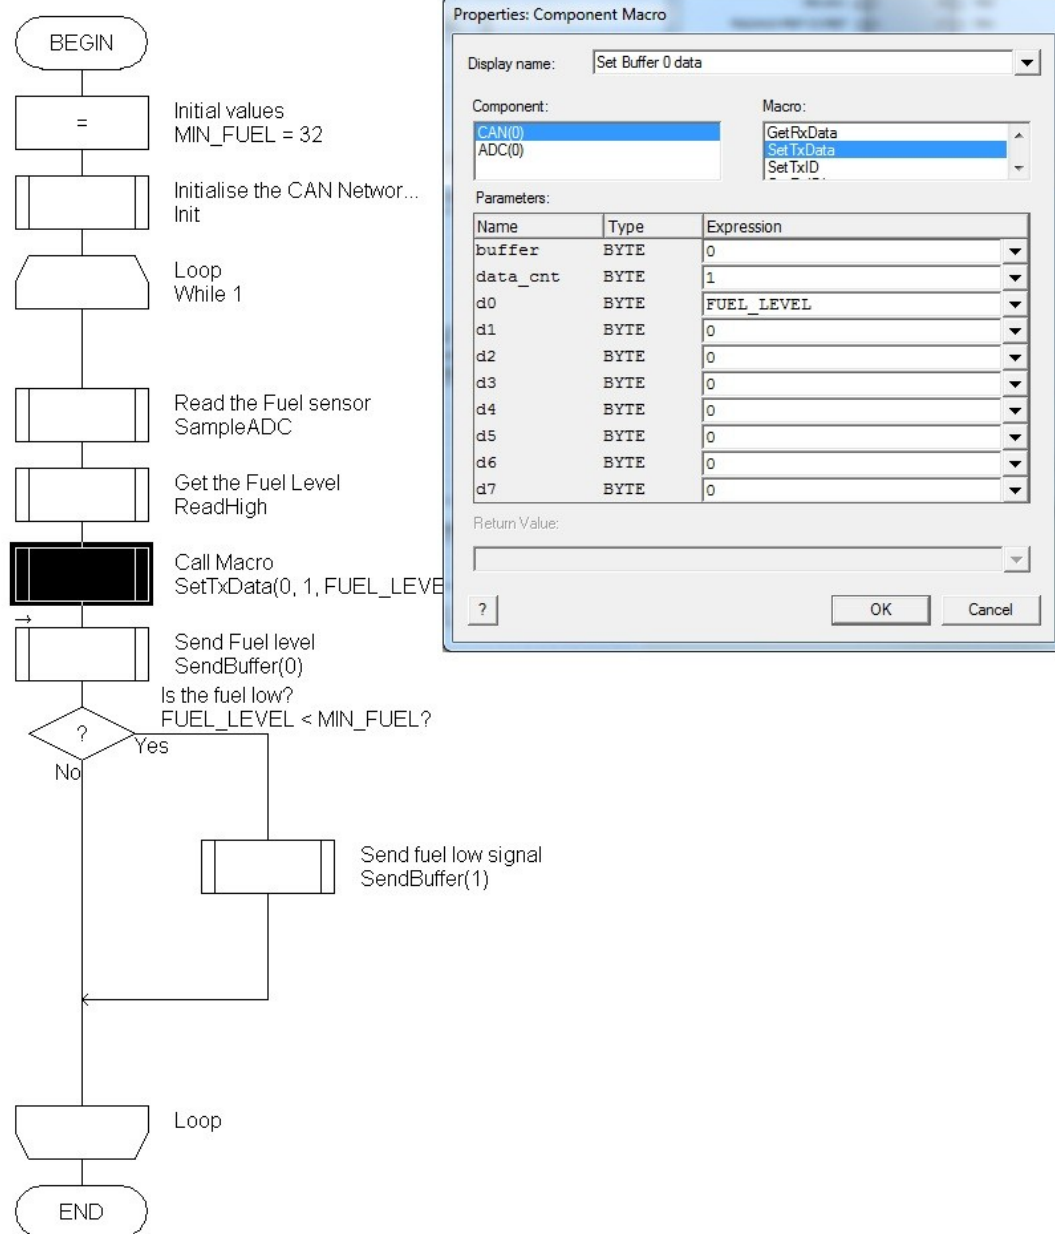 BEGIN
=
Initial values
MIN_FUEL = 32
Initialise the CAN Networ...
Init
Loop
While 1
Read the Fuel sensor
SampleADC
Get the Fuel Level
ReadHigh
Call Macro
SetTxData(0, 1, FUEL_LEVE
Send Fuel level
SendBuffer(0)
Is the fuel low?
FUEL_LEVEL < MIN_FUEL?
?
Yes
No
Send fuel low signal
SendBuffer(1)
Loop
END
Properties: Component Macro
Display name: Set Buffer 0 data
Component:
CAN(0)
ADC(0)
Macro:
GetRxData
SetTxData
SetTxID
Parameters:
Name Type Expression
buffer BYTE 0
data_cnt BYTE 1
d0 BYTE FUEL_LEVEL
d1 BYTE 0
d2 BYTE 0
d3 BYTE 0
d4 BYTE 0
d5 BYTE 0
d6 BYTE 0
d7 BYTE 0
Return Value:
? OK Cancel